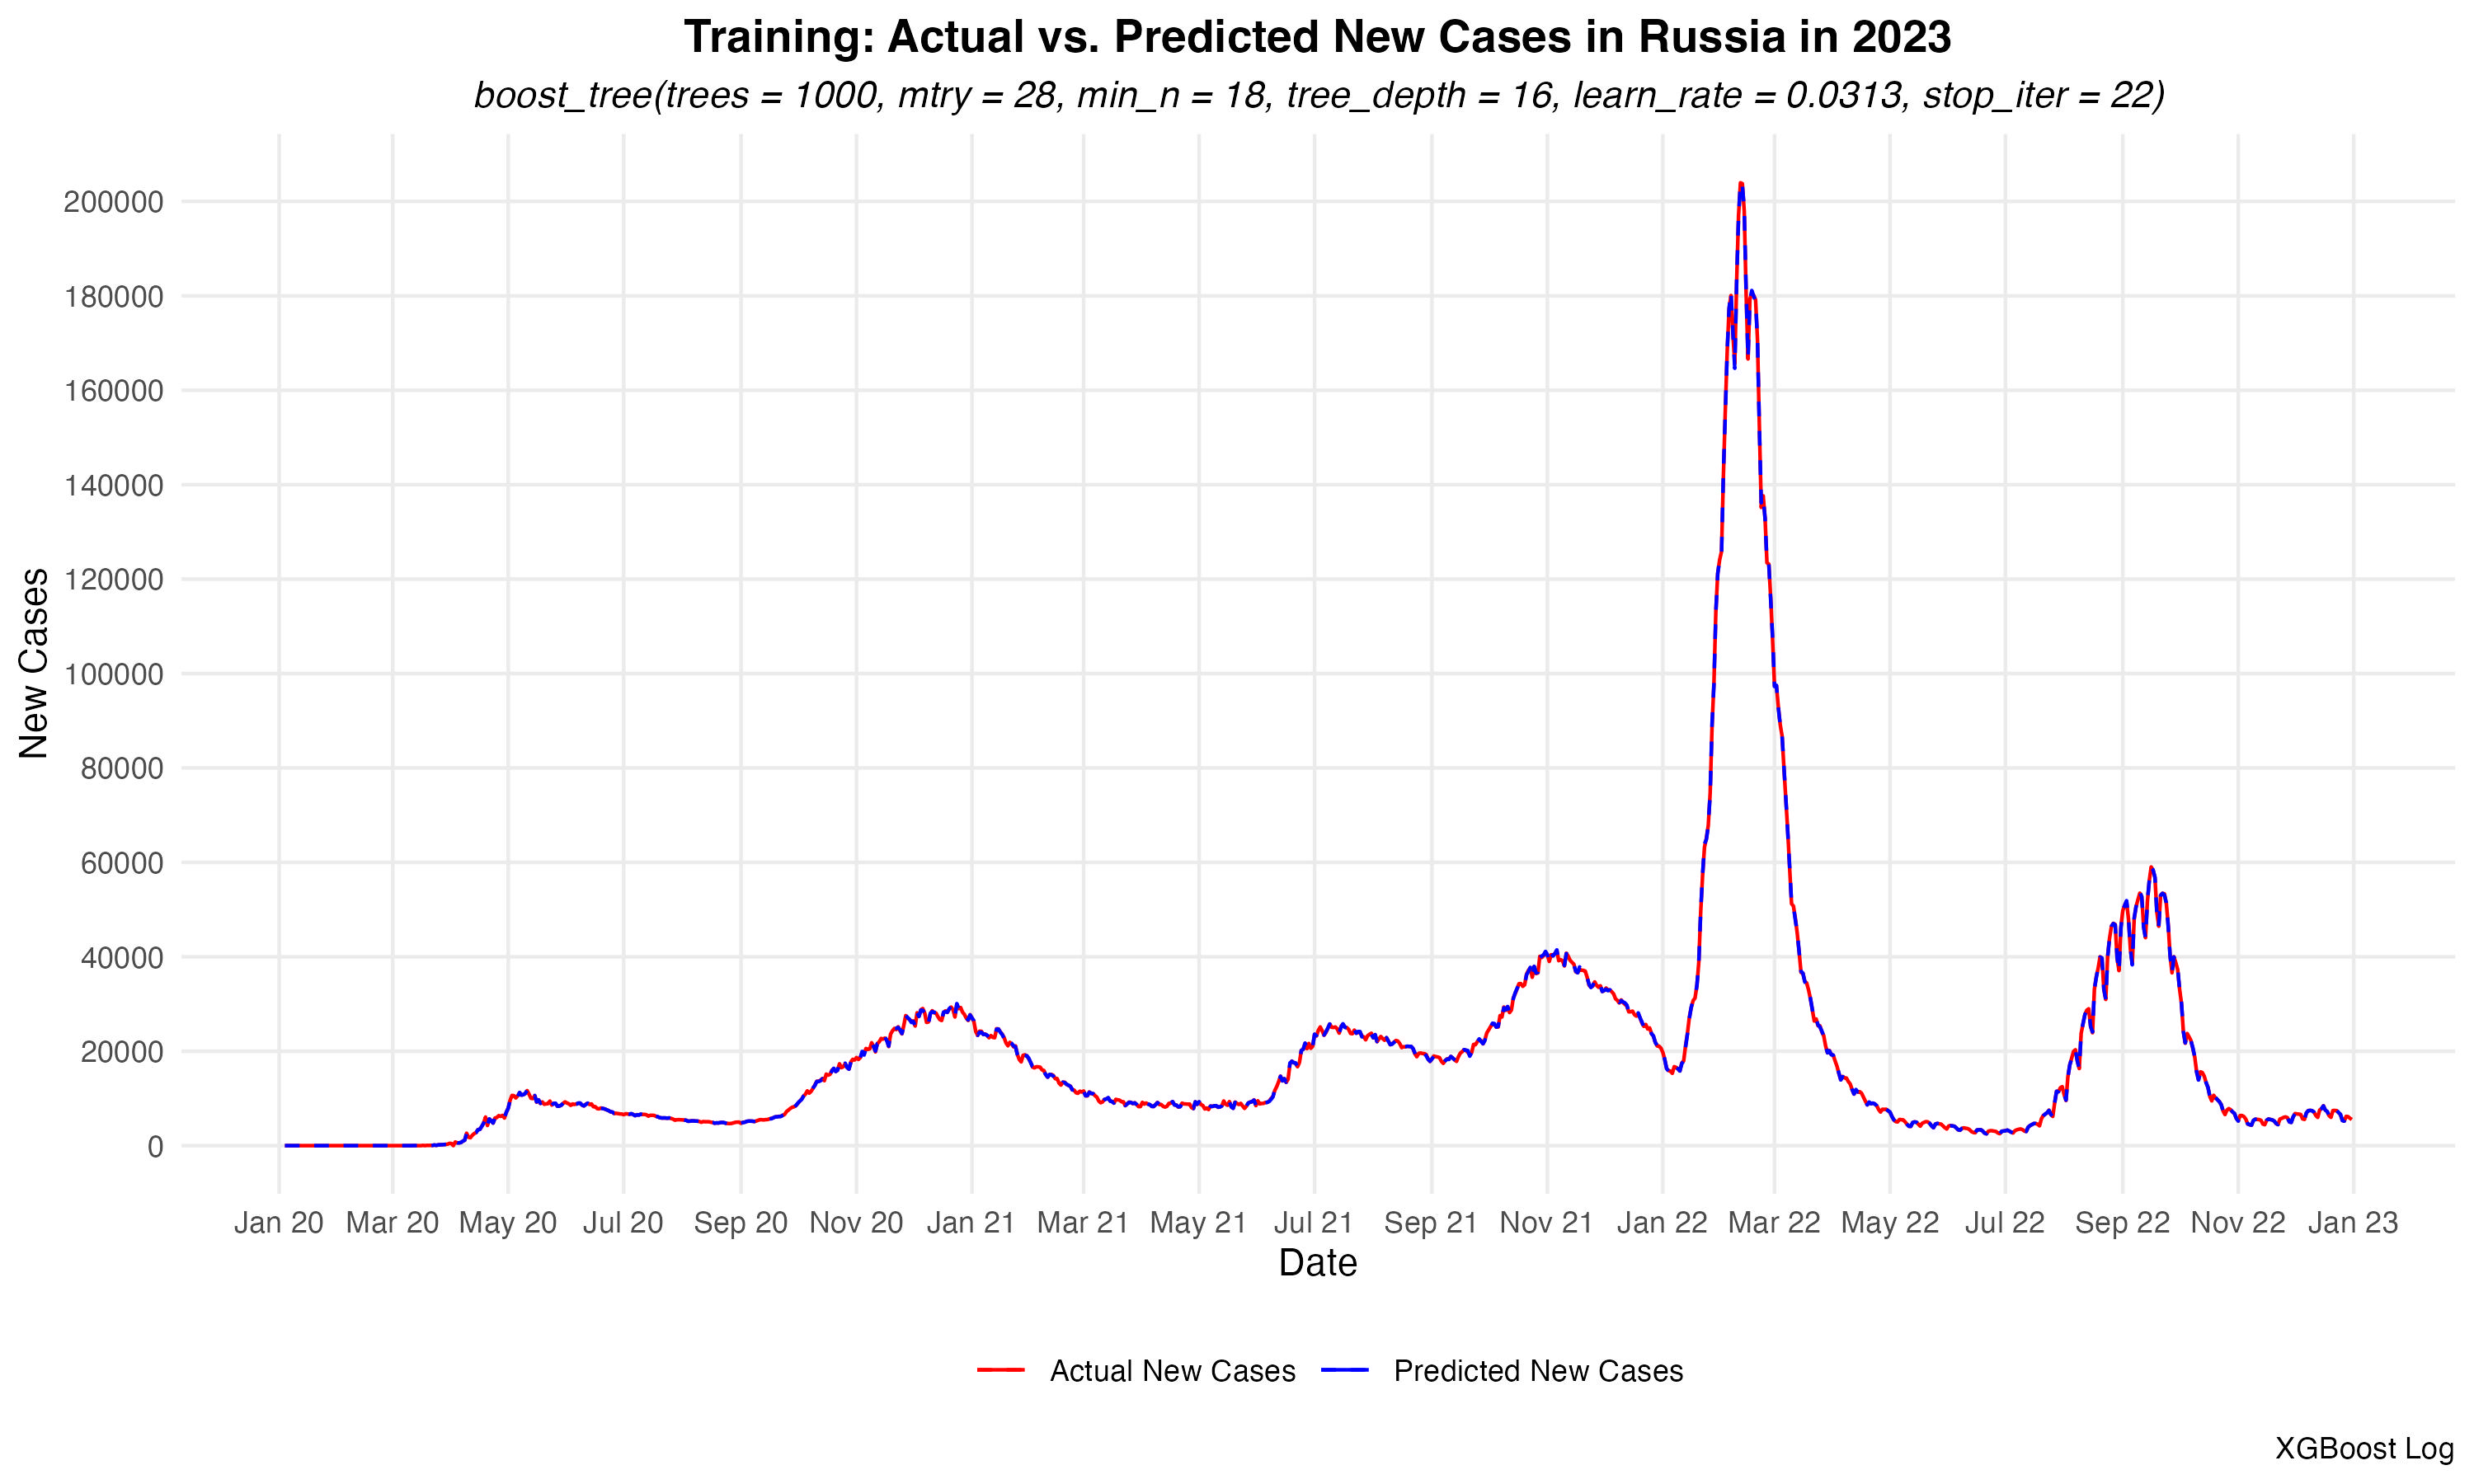 Training: Actual vs. Predicted New Cases in Russia in 2023
boost_tree(trees = 1000, mtry = 28, min_n = 18, tree_depth = 16, learn_rate = 0.0313, stop_iter = 22)
New Cases
200000
180000
160000
140000
120000
100000
80000
60000
40000
20000
0
Jan 20 Mar 20 May 20 Jul 20 Sep 20 Nov 20 Jan 21 Mar 21 May 21 Jul 21 Sep 21 Nov 21 Jan 22 Mar 22 May 22 Jul 22 Sep 22 Nov 22 Jan 23
Date
Actual New Cases Predicted New Cases
XGBoost Log